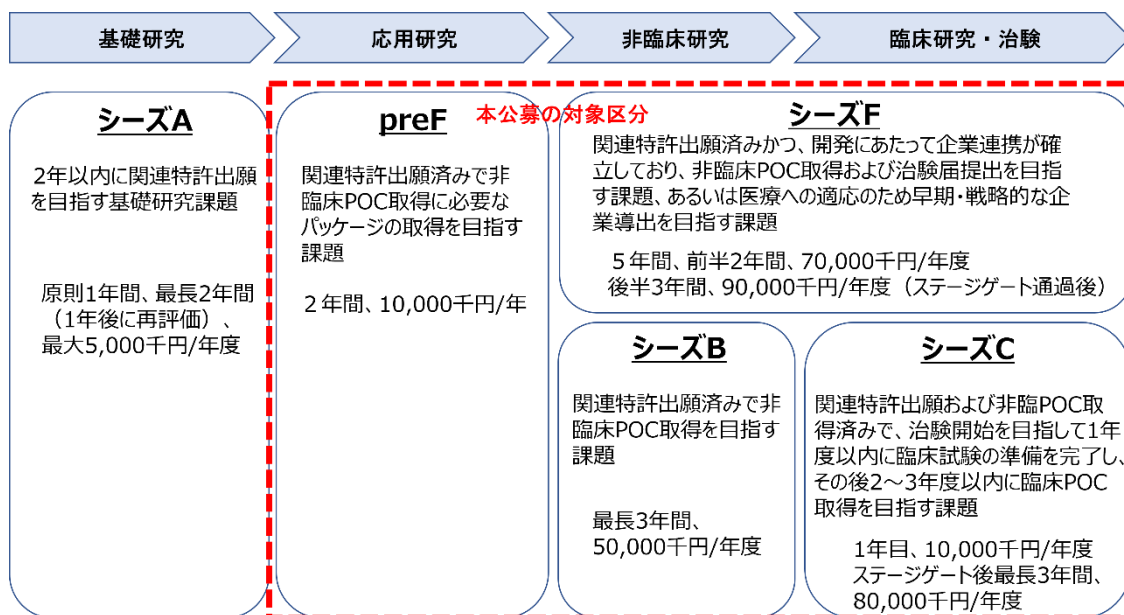 基礎研究
応用研究
非臨床研究
臨床研究・治験
本公募の対象区分
シーズA
2年以内に関連特許出願
を目指す基礎研究課題
原則1年間、最長2年間
（1年後に再評価）、
最大5,000千円/年度
preF
関連特許出願済みで非
臨床POC取得に必要な
パッケージの取得を目指す
課題
２年間、10,000千円/年
シーズF
関連特許出願済みかつ、開発にあたって企業連携が確
立しており、非臨床POC取得および治験届提出を目指
す課題、あるいは医療への適応のため早期・戦略的な企
業導出を目指す課題
５年間、前半2年間、70,000千円/年度
後半3年間、90,000千円/年度（ステージゲート通過後）
シーズB
関連特許出願済みで非
臨床POC取得を目指す
課題
最長3年間、
50,000千円/年度
シーズC
関連特許出願および非臨POC取
得済みで、治験開始を目指して1年
度以内に臨床試験の準備を完了し、
その後2～3年度以内に臨床POC
取得を目指す課題
1年目、10,000千円/年度
ステージゲート後最長3年間、
80,000千円/年度